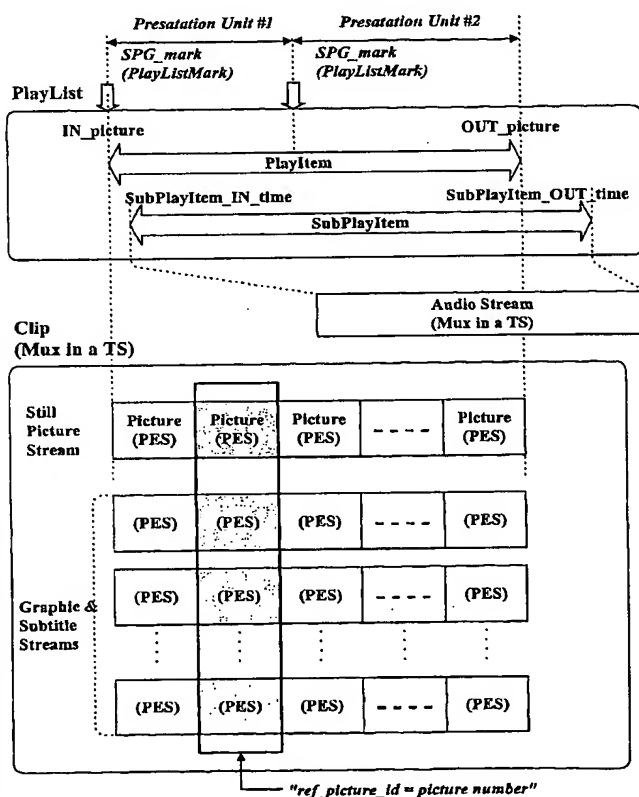 Presatation Unit #1 Presatation Unit #2
SPG_mark SPG_mark
(PlayListMark) (PlayListMark)
PlayList
IN_picture OUT_picture
PlayItem
SubPlayItem_IN_time SubPlayItem_OUT_time
SubPlayItem
Audio Stream
(Mux in a TS)
Clip
(Mux in a TS)
Still
Picture
Stream
Picture Picture Picture Picture
(PES) (PES) (PES) (PES)
(PES) (PES) (PES) (PES)
Graphic &
Subtitle
Streams
(PES) (PES) (PES) (PES)
(PES) (PES) (PES) (PES)
"ref_picture_id = picture number"